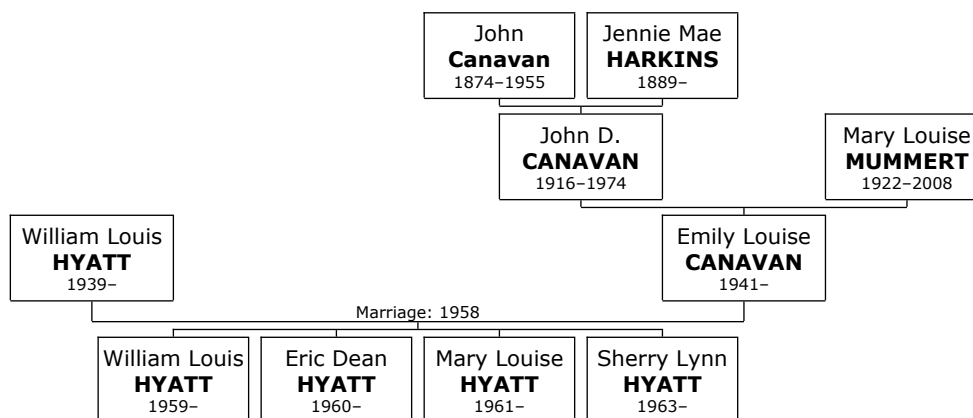 John
Canavan
1874–1955
Jennie Mae
HARKINS
1889–
John D.
CANAVAN
1916–1974
Mary Louise
MUMMERT
1922–2008
William Louis
HYATT
1939–
Emily Louise
CANAVAN
1941–
Marriage: 1958
William Louis
HYATT
1959–
Eric Dean
HYATT
1960–
Mary Louise
HYATT
1961–
Sherry Lynn
HYATT
1963–